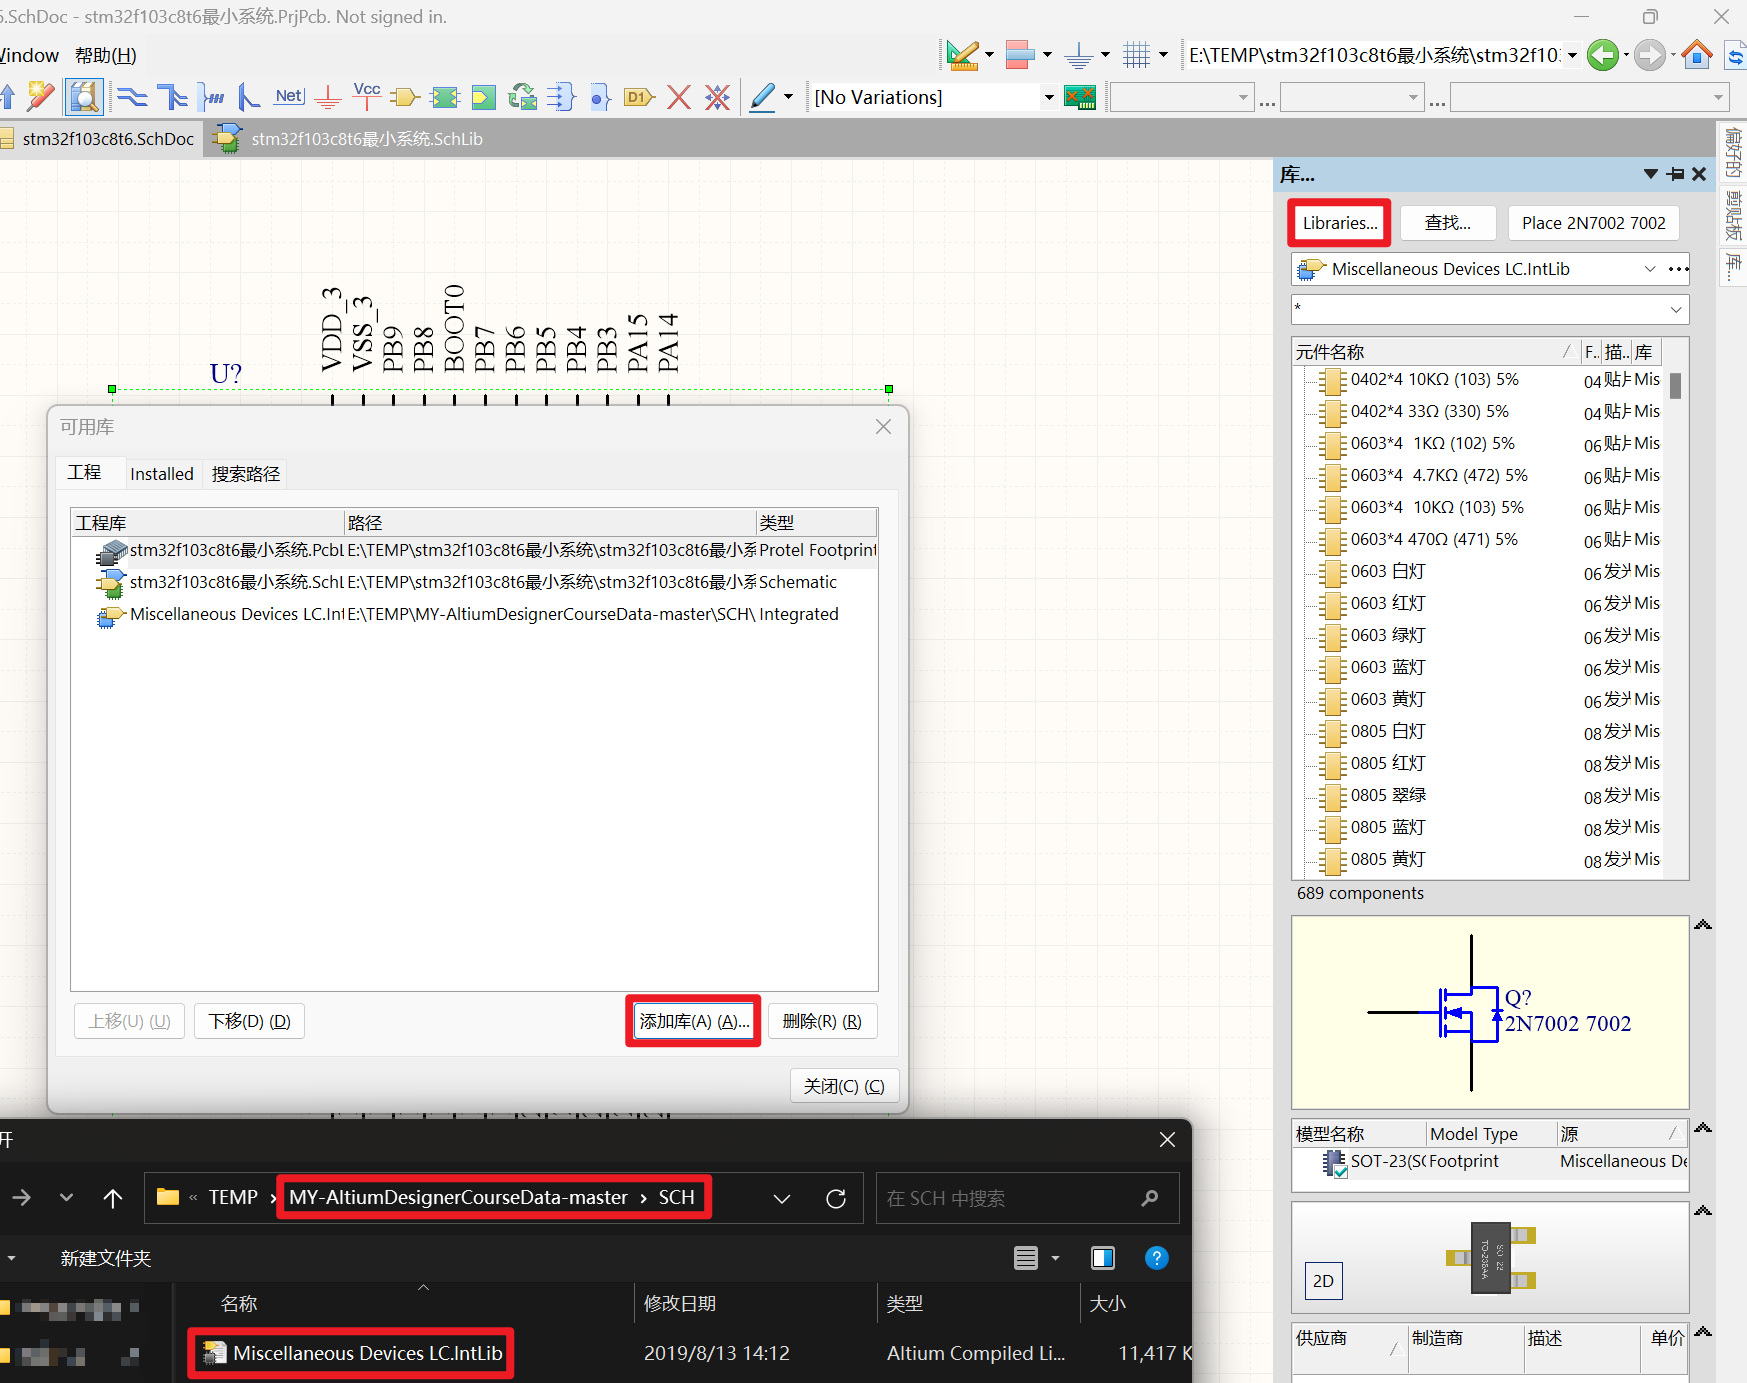 6.SchDoc - stm32f103c8t6最小系统.PrjPcb. Not signed in.
Window 帮助(H)
E:\TEMP\stm32f103c8t6最小系统\stm32f10:
Net Vcc D1 [No Variations] ... ...
stm32f103c8t6.SchDoc stm32f103c8t6最小系统.SchLib
偏好的
剪贴板
库...
库...
Libraries... 查找... Place 2N7002 7002
Miscellaneous Devices LC.IntLib
*
元件名称 F.. 描.. 库
0402*4 10KΩ (103) 5% 04 贴片 Mis
0402*4 33Ω (330) 5% 04 贴片 Mis
0603*4 1KΩ (102) 5% 06 贴片 Mis
0603*4 4.7KΩ (472) 5% 06 贴片 Mis
0603*4 10KΩ (103) 5% 06 贴片 Mis
0603*4 470Ω (471) 5% 06 贴片 Mis
0603 白灯 06 发光 Mis
0603 红灯 06 发光 Mis
0603 绿灯 06 发光 Mis
0603 蓝灯 06 发光 Mis
0603 黄灯 06 发光 Mis
0805 白灯 08 发光 Mis
0805 红灯 08 发光 Mis
0805 翠绿 08 发光 Mis
0805 蓝灯 08 发光 Mis
0805 黄灯 08 发光 Mis
689 components
Q?
2N7002 7002
模型名称 Model Type 源
SOT-23(SC Footprint Miscellaneous De
2D
供应商 制造商 描述 单价
VDD_3
VSS_3
PB9
PB8
BOOT0
PB7
PB6
PB5
PB4
PB3
PA15
PA14
U?
可用库
工程 Installed 搜索路径
工程库 路径 类型
stm32f103c8t6最小系统.PcbL E:\TEMP\stm32f103c8t6最小系统\stm32f103c8t6最小系 Protel Footprint
stm32f103c8t6最小系统.SchL E:\TEMP\stm32f103c8t6最小系统\stm32f103c8t6最小系 Schematic
Miscellaneous Devices LC.Int E:\TEMP\MY-AltiumDesignerCourseData-master\SCH\ Integrated
上移(U) (U) 下移(D) (D) 添加库(A) (A)... 删除(R) (R)
关闭(C) (C)
开
« TEMP › MY-AltiumDesignerCourseData-master › SCH 在 SCH 中搜索
新建文件夹
名称 修改日期 类型 大小
Miscellaneous Devices LC.IntLib 2019/8/13 14:12 Altium Compiled Li... 11,417 K